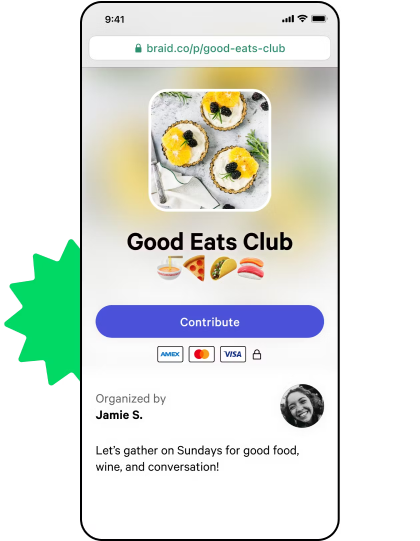 9:41
braid.co/p/good-eats-club
Good Eats Club
Contribute
AMEX VISA
Organized by
Jamie S.
Let's gather on Sundays for good food,
wine, and conversation!